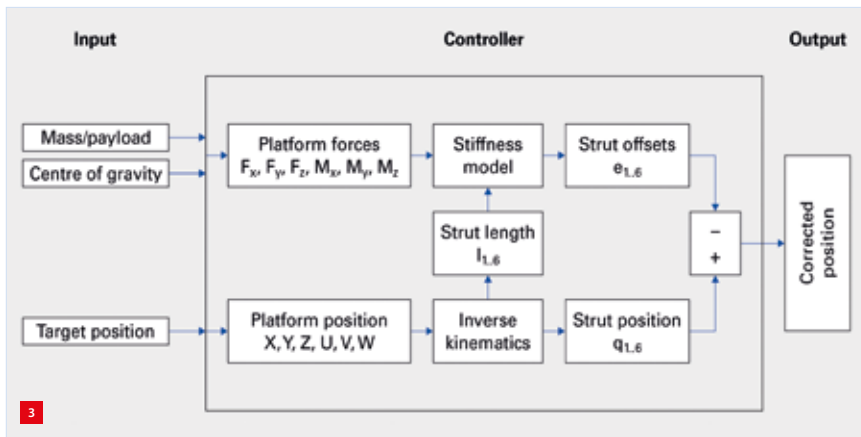 Input
Controller
Output
Mass/payload
Centre of gravity
Platform forces
Fx, Fy, Fz, Mx, My, Mz
Stiffness
model
Strut offsets
e1..6
Strut length
l1..6
−
+
Corrected
position
Target position
Platform position
X, Y, Z, U, V, W
Inverse
kinematics
Strut position
q1..6
3